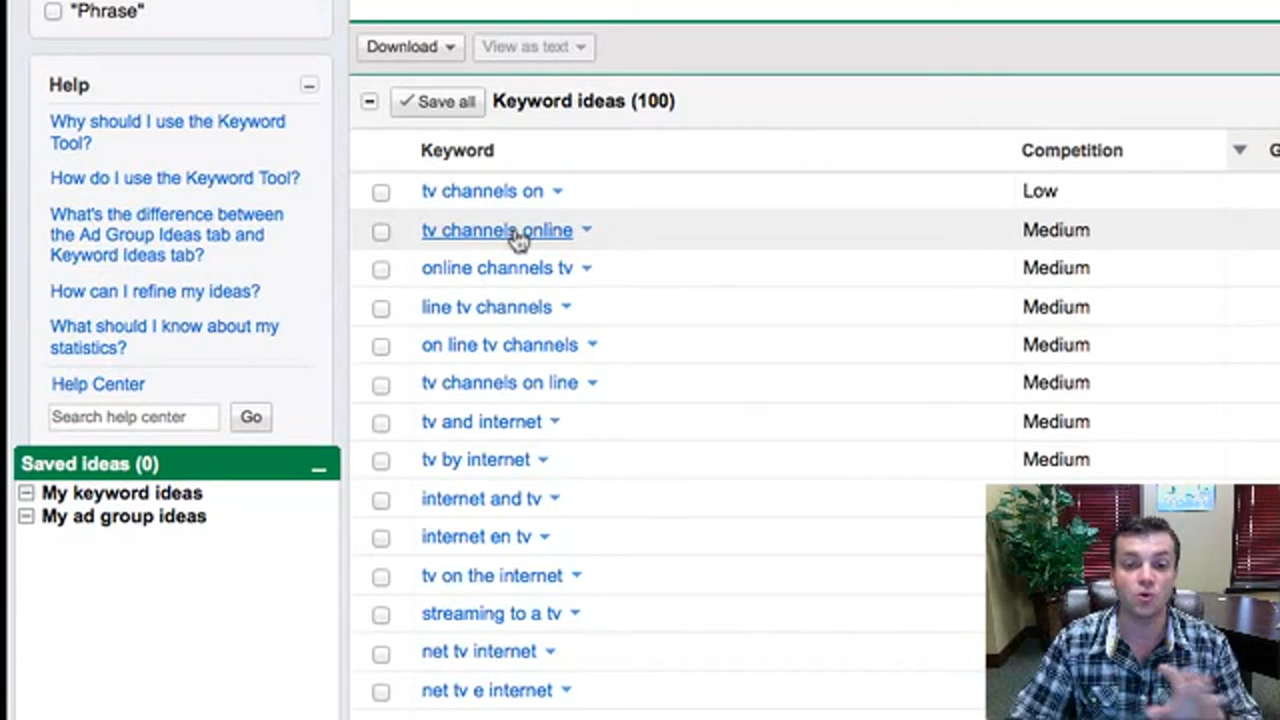 "Phrase"
Download
View as text
Help
Save all
Keyword ideas (100)
Why should I use the Keyword
Tool?
Keyword
Competition
G
How do I use the Keyword Tool?
tv channels on
Low
What's the difference between
the Ad Group Ideas tab and
Keyword Ideas tab?
tv channels online
Medium
online channels tv
Medium
How can I refine my ideas?
line tv channels
Medium
What should I know about my
statistics?
on line tv channels
Medium
Help Center
tv channels on line
Medium
Search help center
Go
tv and internet
Medium
Saved ideas (0)
tv by internet
Medium
My keyword ideas
internet and tv
My ad group ideas
internet en tv
tv on the internet
streaming to a tv
net tv internet
net tv e internet